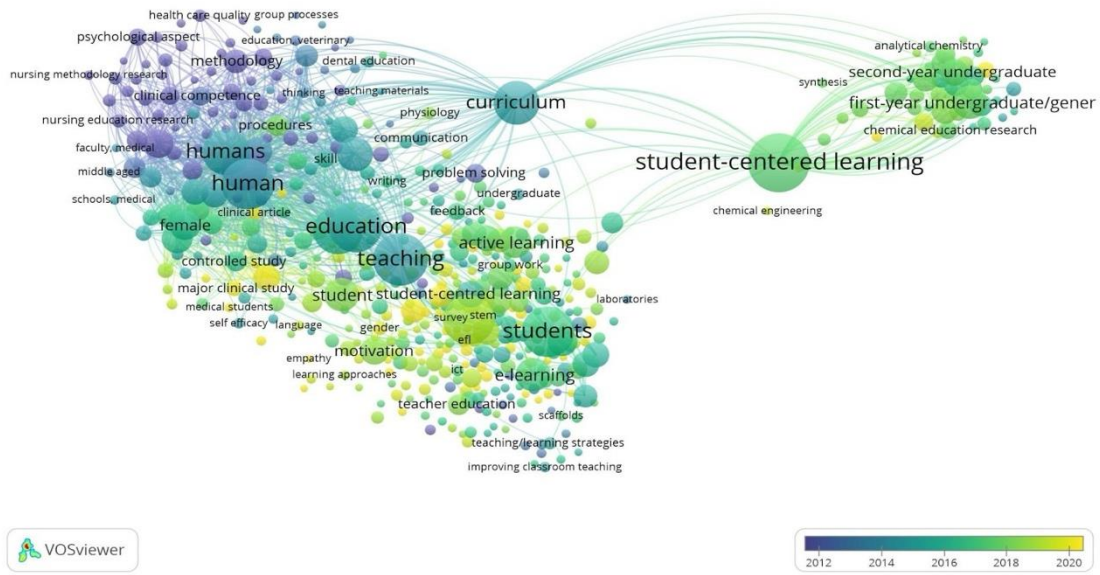 health care quality
group processes
psychological aspect
education, veterinary
analytical chemistry
methodology
dental education
nursing methodology research
synthesis
second-year undergraduate
clinical competence
thinking
teaching materials
curriculum
first-year undergraduate/gener
physiology
nursing education research
procedures
communication
chemical education research
faculty, medical
humans
skill
student-centered learning
middle aged
human
writing
problem solving
schools, medical
undergraduate
clinical article
feedback
chemical engineering
female
education
active learning
controlled study
teaching
group work
major clinical study
student
student-centred learning
laboratories
medical students
self efficacy
language
gender
survey
stem
students
efl
empathy
motivation
learning approaches
ict
e-learning
teacher education
scaffolds
teaching/learning strategies
improving classroom teaching
VOSviewer
2012
2014
2016
2018
2020